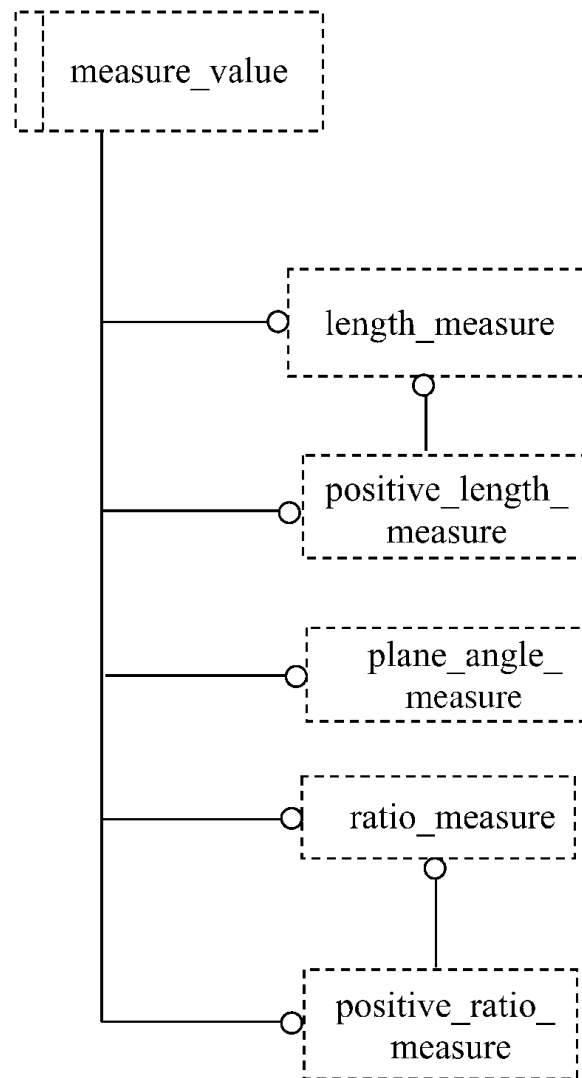 measure_value
length_measure
positive_length_
measure
plane_angle_
measure
ratio_measure
positive_ratio_
measure